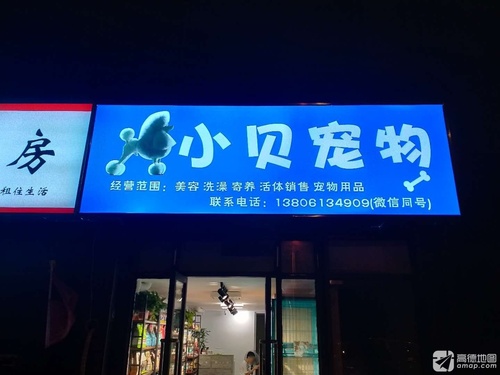 房
租住生活
小贝宠物
经营范围：美容 洗澡 寄养 活体销售 宠物用品
联系电话：13806134909(微信同号)
高德地图
amap.com